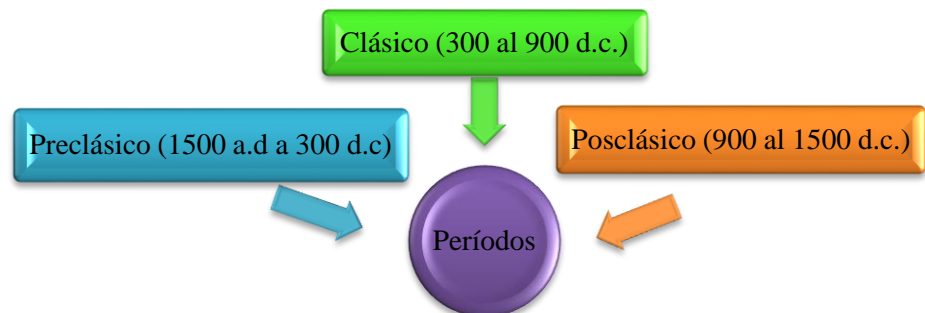 Clásico (300 al 900 d.c.)
Preclásico (1500 a.d a 300 d.c)
Posclásico (900 al 1500 d.c.)
Períodos